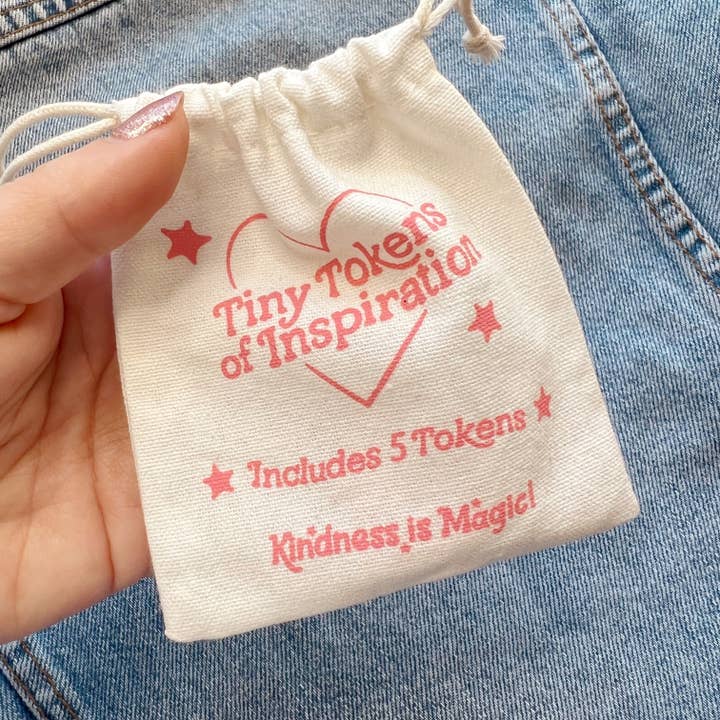 Tiny Tokens
of Inspiration
Includes 5 Tokens
Kindness is Magic!